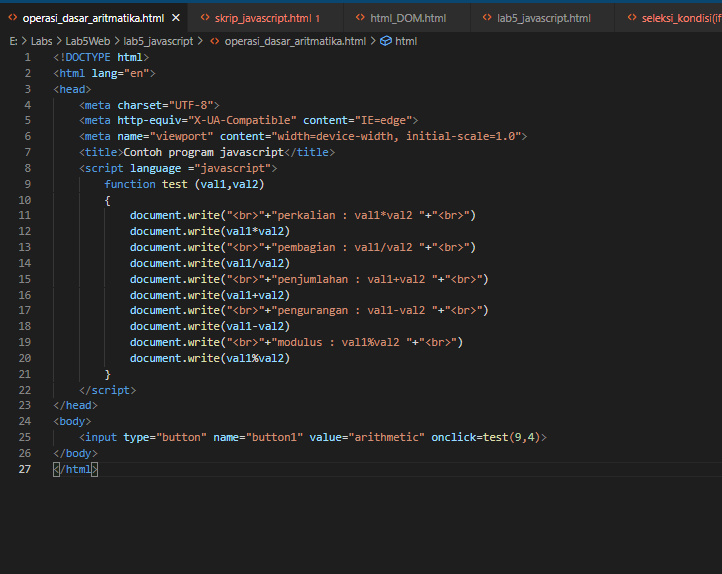 operasi_dasar_aritmatika.html × skrip_javascript.html 1 html_DOM.html lab5_javascript.html seleksi_kondisi(if
E: > Labs > Lab5Web > lab5_javascript > operasi_dasar_aritmatika.html > html
1 <!DOCTYPE html>
2 <html lang="en">
3 <head>
4 <meta charset="UTF-8">
5 <meta http-equiv="X-UA-Compatible" content="IE=edge">
6 <meta name="viewport" content="width=device-width, initial-scale=1.0">
7 <title>Contoh program javascript</title>
8 <script language ="javascript">
9 function test (val1,val2)
10 {
11 document.write("<br>"+"perkalian : val1*val2 "+"<br>")
12 document.write(val1*val2)
13 document.write("<br>"+"pembagian : val1/val2 "+"<br>")
14 document.write(val1/val2)
15 document.write("<br>"+"penjumlahan : val1+val2 "+"<br>")
16 document.write(val1+val2)
17 document.write("<br>"+"pengurangan : val1-val2 "+"<br>")
18 document.write(val1-val2)
19 document.write("<br>"+"modulus : val1%val2 "+"<br>")
20 document.write(val1%val2)
21 }
22 </script>
23 </head>
24 <body>
25 <input type="button" name="button1" value="arithmetic" onclick=test(9,4)>
26 </body>
27 </html>